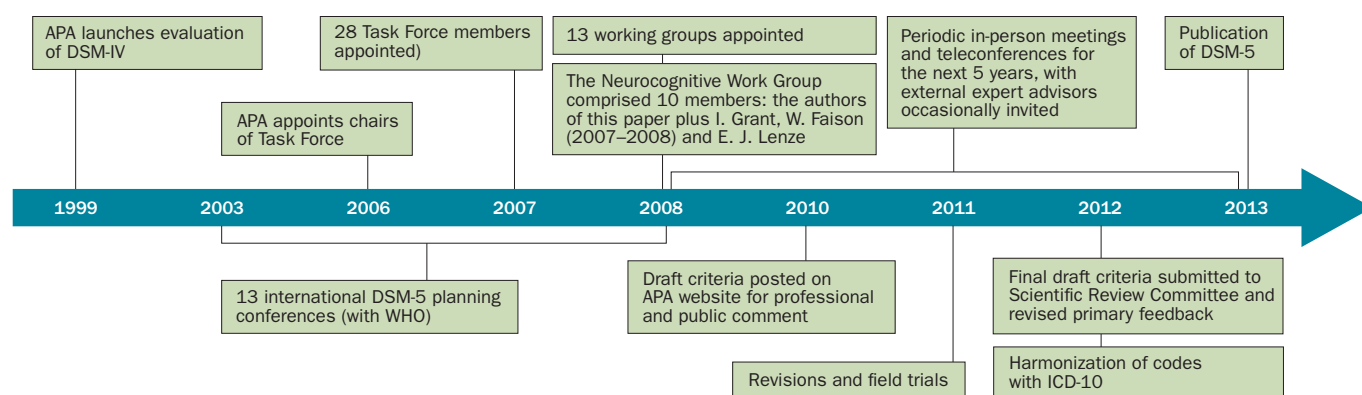 APA launches evaluation
of DSM-IV
28 Task Force members
appointed)
13 working groups appointed
Periodic in-person meetings
and teleconferences for
the next 5 years, with
external expert advisors
occasionally invited
Publication
of DSM-5
APA appoints chairs
of Task Force
The Neurocognitive Work Group
comprised 10 members: the authors
of this paper plus I. Grant, W. Faison
(2007–2008) and E. J. Lenze
1999 2003 2006 2007 2008 2010 2011 2012 2013
13 international DSM-5 planning
conferences (with WHO)
Draft criteria posted on
APA website for professional
and public comment
Final draft criteria submitted to
Scientific Review Committee and
revised primary feedback
Revisions and field trials
Harmonization of codes
with ICD-10